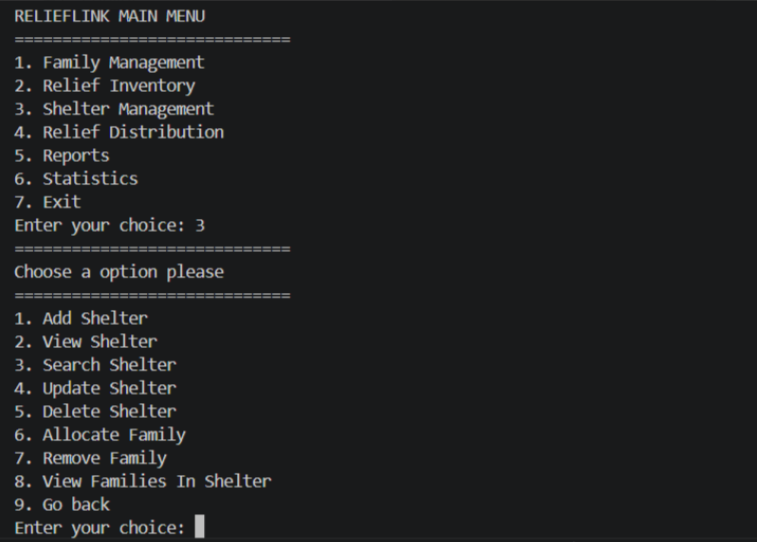 RELIEFLINK MAIN MENU
=============================
1. Family Management
2. Relief Inventory
3. Shelter Management
4. Relief Distribution
5. Reports
6. Statistics
7. Exit
Enter your choice: 3
=============================
Choose a option please
=============================
1. Add Shelter
2. View Shelter
3. Search Shelter
4. Update Shelter
5. Delete Shelter
6. Allocate Family
7. Remove Family
8. View Families In Shelter
9. Go back
Enter your choice: